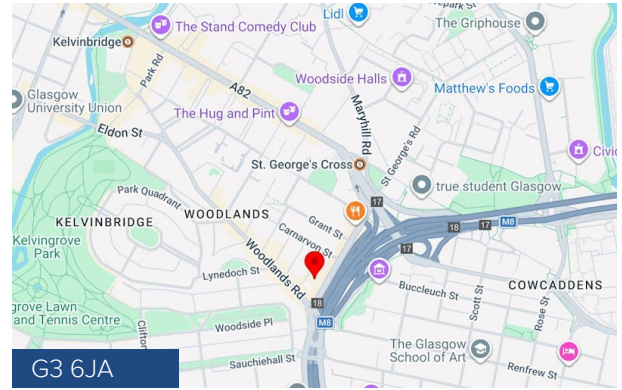 Lidl
The Griphouse
The Stand Comedy Club
Kelvinbridge
Park Rd
Woodside Halls
Matthew's Foods
A82
Glasgow
University Union
The Hug and Pint
Maryhill Rd
Eldon St
St. George's Cross
St George's Rd
Civic
true student Glasgow
Park Quadrant
17
WOODLANDS
Grant St
18
17
M8
KELVINBRIDGE
Carnarvon St
17
Kelvingrove
Park
Woodlands Rd
Lynedoch St
COWCADDENS
Buccleuch St
Scott St
Rose St
grove Lawn
and Tennis Centre
Clifton
18
Woodside Pl
M8
The Glasgow
School of Art
Sauchiehall St
Renfrew St
G3 6JA